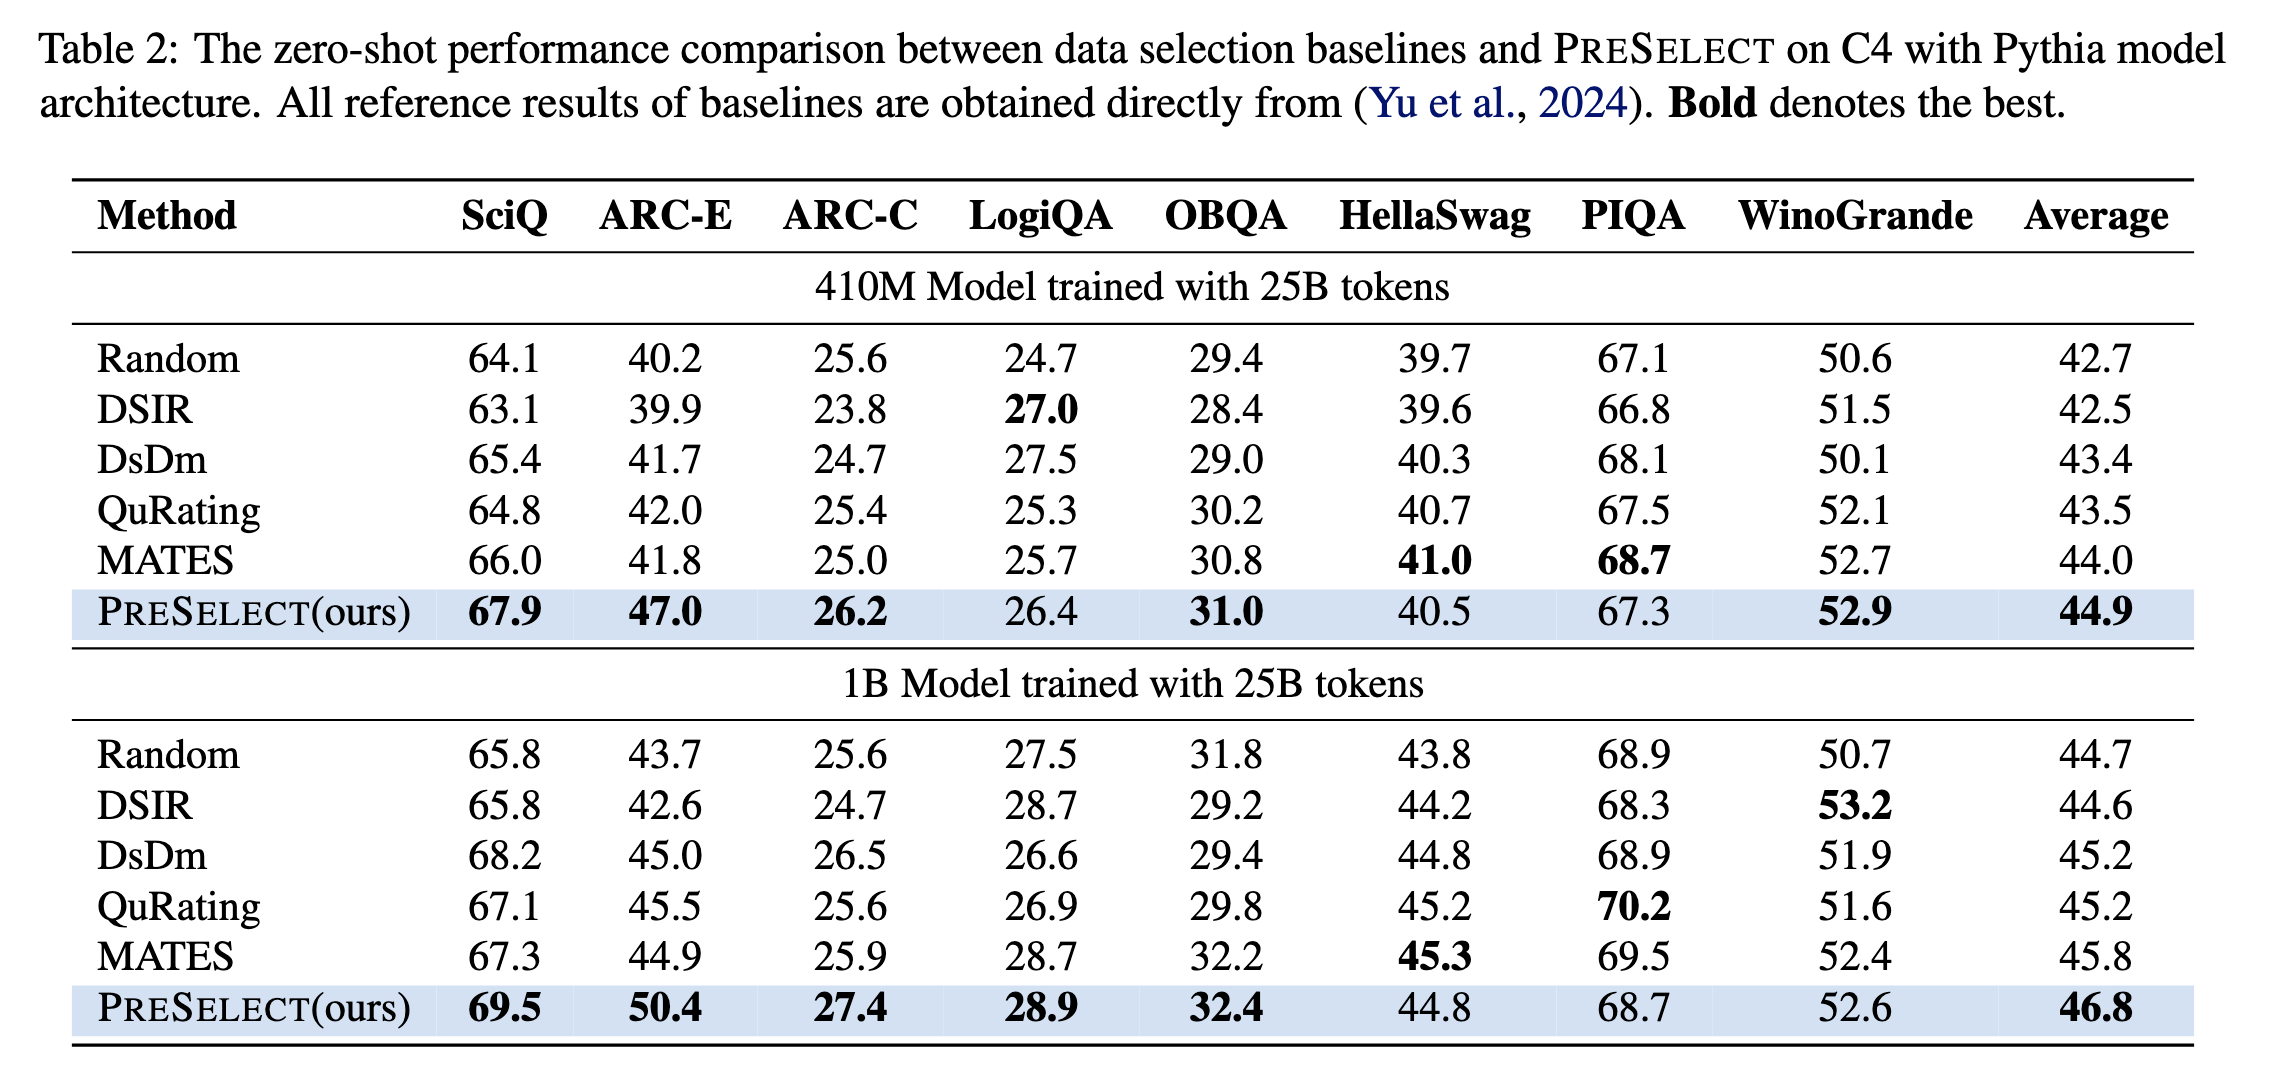 Table 2: The zero-shot performance comparison between data selection baselines and PRESELECT on C4 with Pythia model
architecture. All reference results of baselines are obtained directly from (Yu et al., 2024). Bold denotes the best.
Method SciQ ARC-E ARC-C LogiQA OBQA HellaSwag PIQA WinoGrande Average
410M Model trained with 25B tokens
Random 64.1 40.2 25.6 24.7 29.4 39.7 67.1 50.6 42.7
DSIR 63.1 39.9 23.8 27.0 28.4 39.6 66.8 51.5 42.5
DsDm 65.4 41.7 24.7 27.5 29.0 40.3 68.1 50.1 43.4
QuRating 64.8 42.0 25.4 25.3 30.2 40.7 67.5 52.1 43.5
MATES 66.0 41.8 25.0 25.7 30.8 41.0 68.7 52.7 44.0
PRESELECT(ours) 67.9 47.0 26.2 26.4 31.0 40.5 67.3 52.9 44.9
1B Model trained with 25B tokens
Random 65.8 43.7 25.6 27.5 31.8 43.8 68.9 50.7 44.7
DSIR 65.8 42.6 24.7 28.7 29.2 44.2 68.3 53.2 44.6
DsDm 68.2 45.0 26.5 26.6 29.4 44.8 68.9 51.9 45.2
QuRating 67.1 45.5 25.6 26.9 29.8 45.2 70.2 51.6 45.2
MATES 67.3 44.9 25.9 28.7 32.2 45.3 69.5 52.4 45.8
PRESELECT(ours) 69.5 50.4 27.4 28.9 32.4 44.8 68.7 52.6 46.8